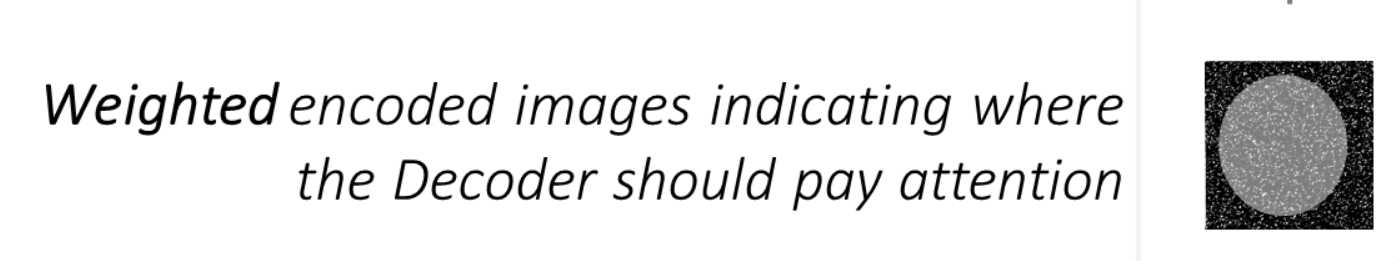 Weighted encoded images indicating where
the Decoder should pay attention